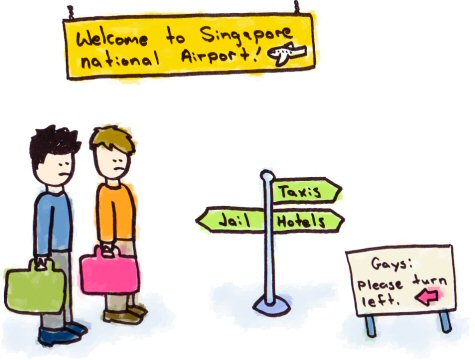 Welcome to Singapore
national Airport!
Taxis
Jail Hotels
Gays:
please turn
left.